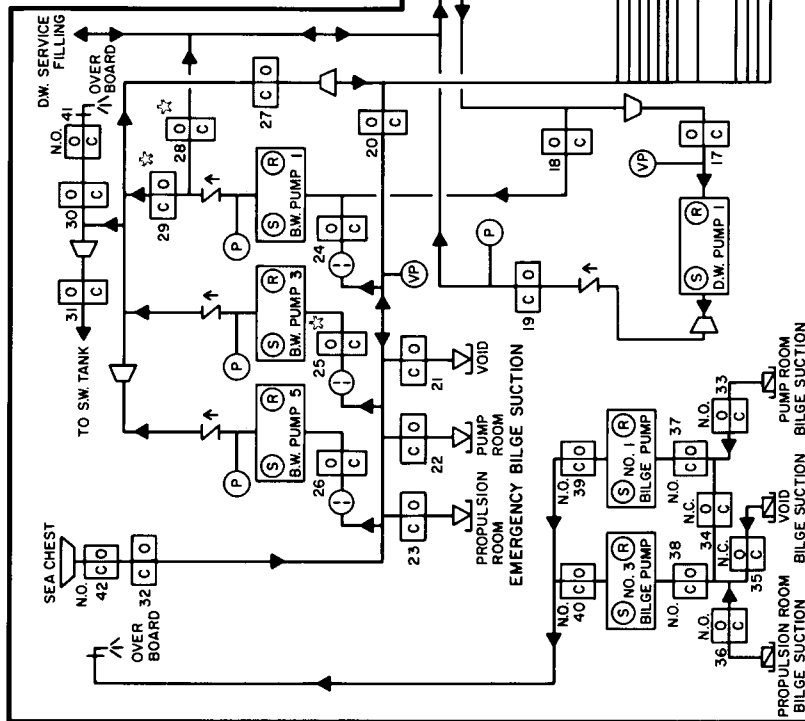 D.W. SERVICE
FILLING
OVER
BOARD
N.O.
41
O C
30
O C
31
O C
TO S.W. TANK
☆
29
C O
☆
28
O C
27
C O
20
O C
18
O C
17
O C
VP
P
S R
B.W. PUMP 1
24
O C
P
S R
B.W. PUMP 3
☆
25
O C
P
S R
B.W. PUMP 5
26
O C
VP
P
19
C O
S R
D.W. PUMP 1
21
C O
VOID
22
C O
PUMP
ROOM
23
C O
PROPULSION
ROOM
EMERGENCY BILGE SUCTION
SEA CHEST
N.O.
42
C O
32
C O
OVER
BOARD
N.O.
39
C O
S NO. 1 R
BILGE PUMP
N.O.
37
C O
N.O.
33
O C
PUMP ROOM
BILGE SUCTION
N.C.
34
O C
N.O.
40
C O
S NO. 3 R
BILGE PUMP
N.O.
38
C O
N.C.
35
O C
VOID
BILGE SUCTION
N.O.
36
O C
PROPULSION ROOM
BILGE SUCTION